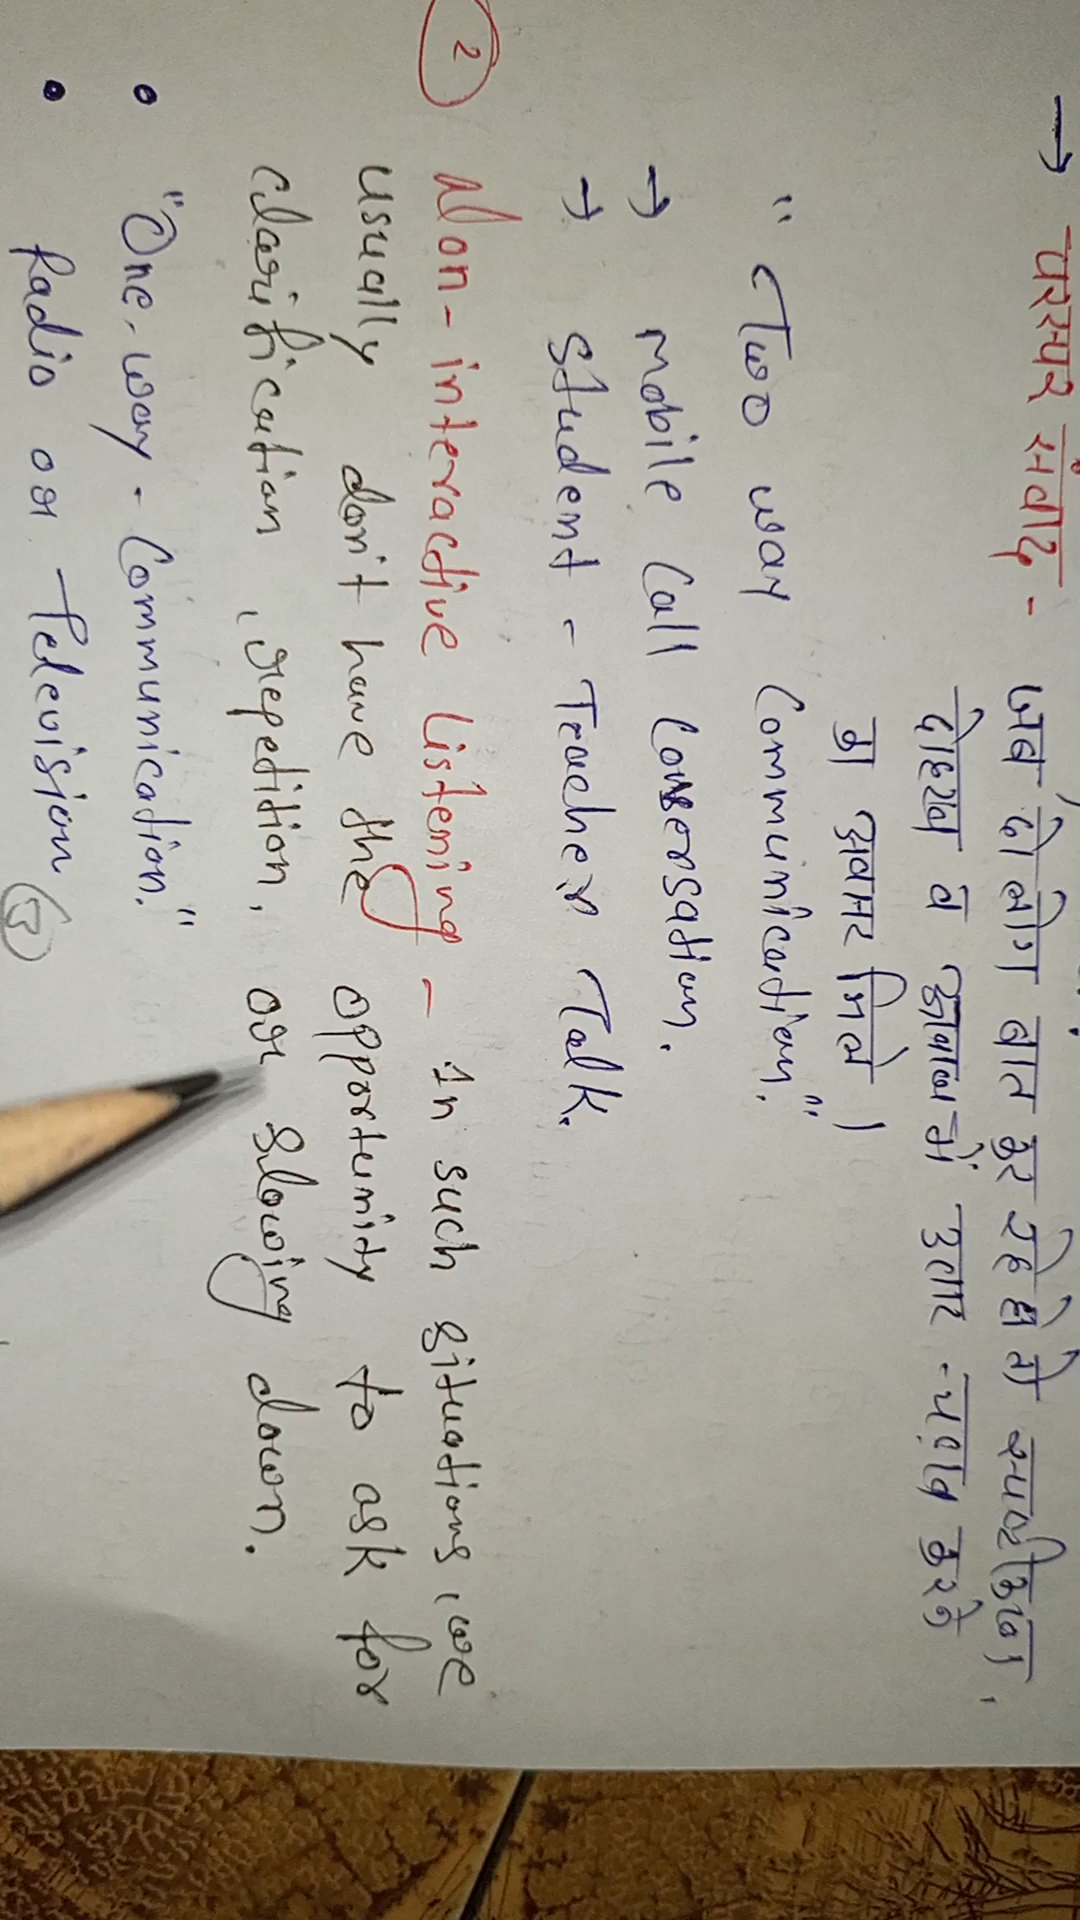 → परस्पर संवाद - जब दो लोग बात कर रहे हो तो स्पष्टीकरण,
दोहराव व आवाज में उतार - चढाव करने
का अवसर मिले ।
" Two way Communication. "
→ Mobile Call Conversation.
→ Student - Teacher Talk.
2 Non-interactive Listening - In such situations, we
usually don't have the opportunity to ask for
clarification, repetition, or slowing down.
• "One-way-Communication."
• Radio or Television